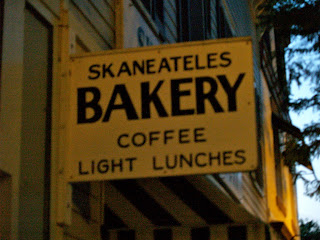 SKANEATELES
BAKERY
COFFEE
LIGHT LUNCHES